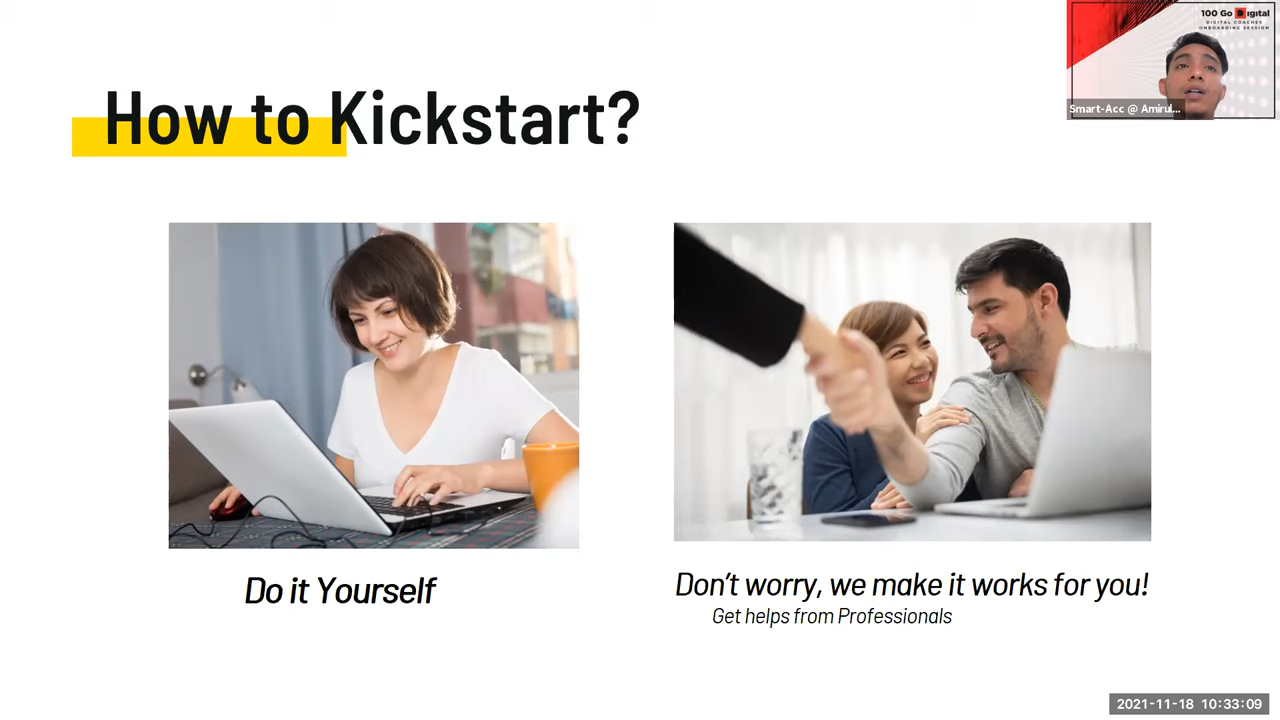 100 Go Digital
DIGITAL COACHES
ONBOARDING SESSION
Smart-Acc @ Amirul...
How to Kickstart?
Do it Yourself
Don't worry, we make it works for you!
Get helps from Professionals
2021-11-18 10:33:09